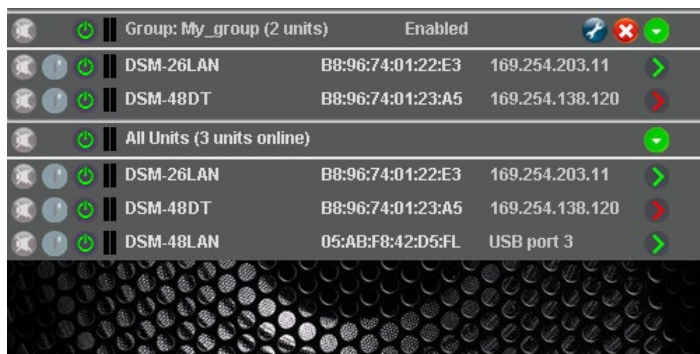 Group: My_group (2 units) Enabled
DSM-26LAN B8:96:74:01:22:E3 169.254.203.11
DSM-48DT B8:96:74:01:23:A5 169.254.138.120
All Units (3 units online)
DSM-26LAN B8:96:74:01:22:E3 169.254.203.11
DSM-48DT B8:96:74:01:23:A5 169.254.138.120
DSM-48LAN 05:AB:F8:42:D5:FL USB port 3